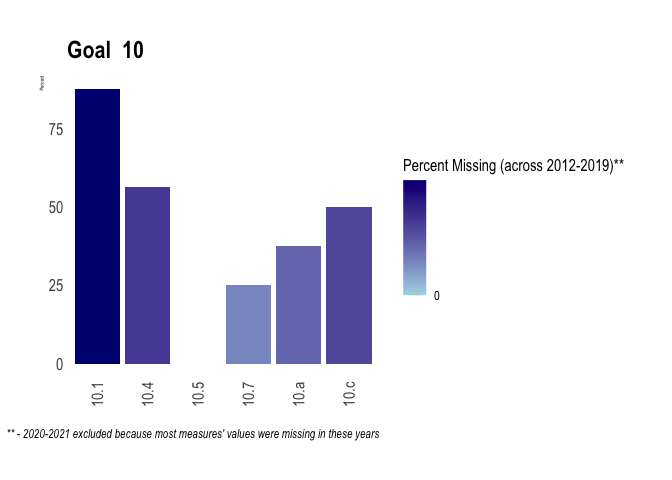 Goal 10
Percent
75
50
25
0
10.1
10.4
10.5
10.7
10.a
10.c
Percent Missing (across 2012-2019)**
0
** - 2020-2021 excluded because most measures' values were missing in these years